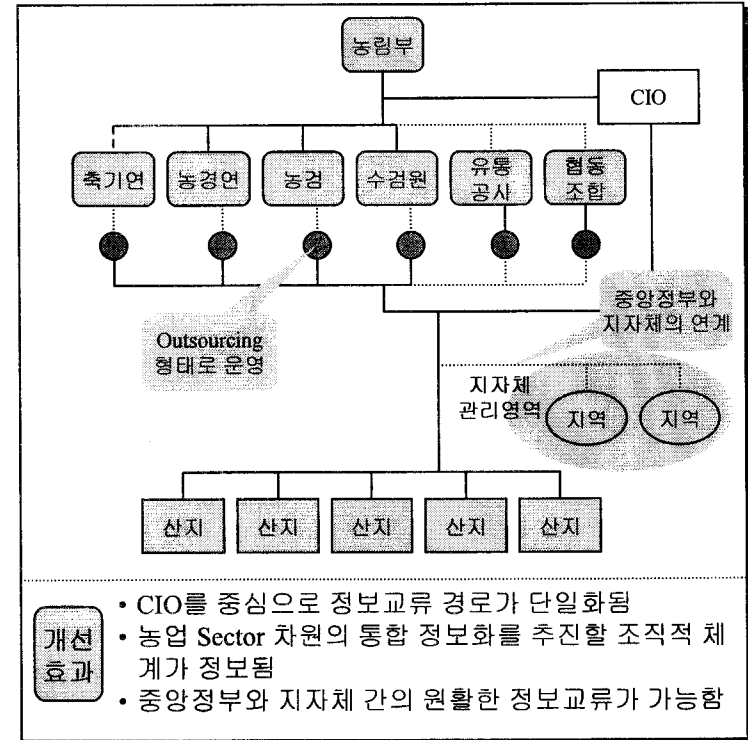 농림부
CIO
축기연 농경연 농검 수검원 유통 협동
공사 조합
중앙정부와
지자체의 연계
Outsourcing
형태로 운영
지자체
관리영역
지역 지역
산지 산지 산지 산지 산지
개선
효과
• CIO를 중심으로 정보교류 경로가 단일화됨
• 농업 Sector 차원의 통합 정보화를 추진할 조직적 체
계가 정보됨
• 중앙정부와 지자체 간의 원활한 정보교류가 가능함